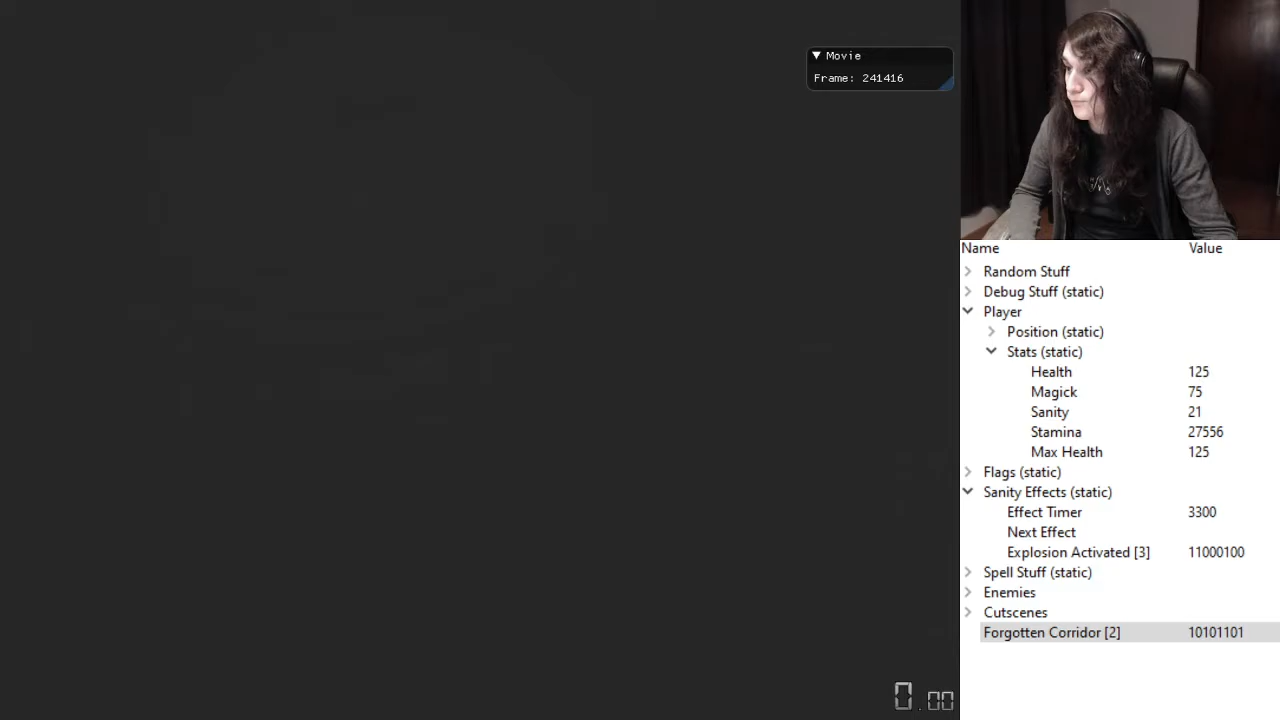 Movie
Frame: 241416
Name Value
Random Stuff
Debug Stuff (static)
Player
Position (static)
Stats (static)
Health 125
Magick 75
Sanity 21
Stamina 27556
Max Health 125
Flags (static)
Sanity Effects (static)
Effect Timer 3300
Next Effect
Explosion Activated [3] 11000100
Spell Stuff (static)
Enemies
Cutscenes
Forgotten Corridor [2] 10101101
0.00